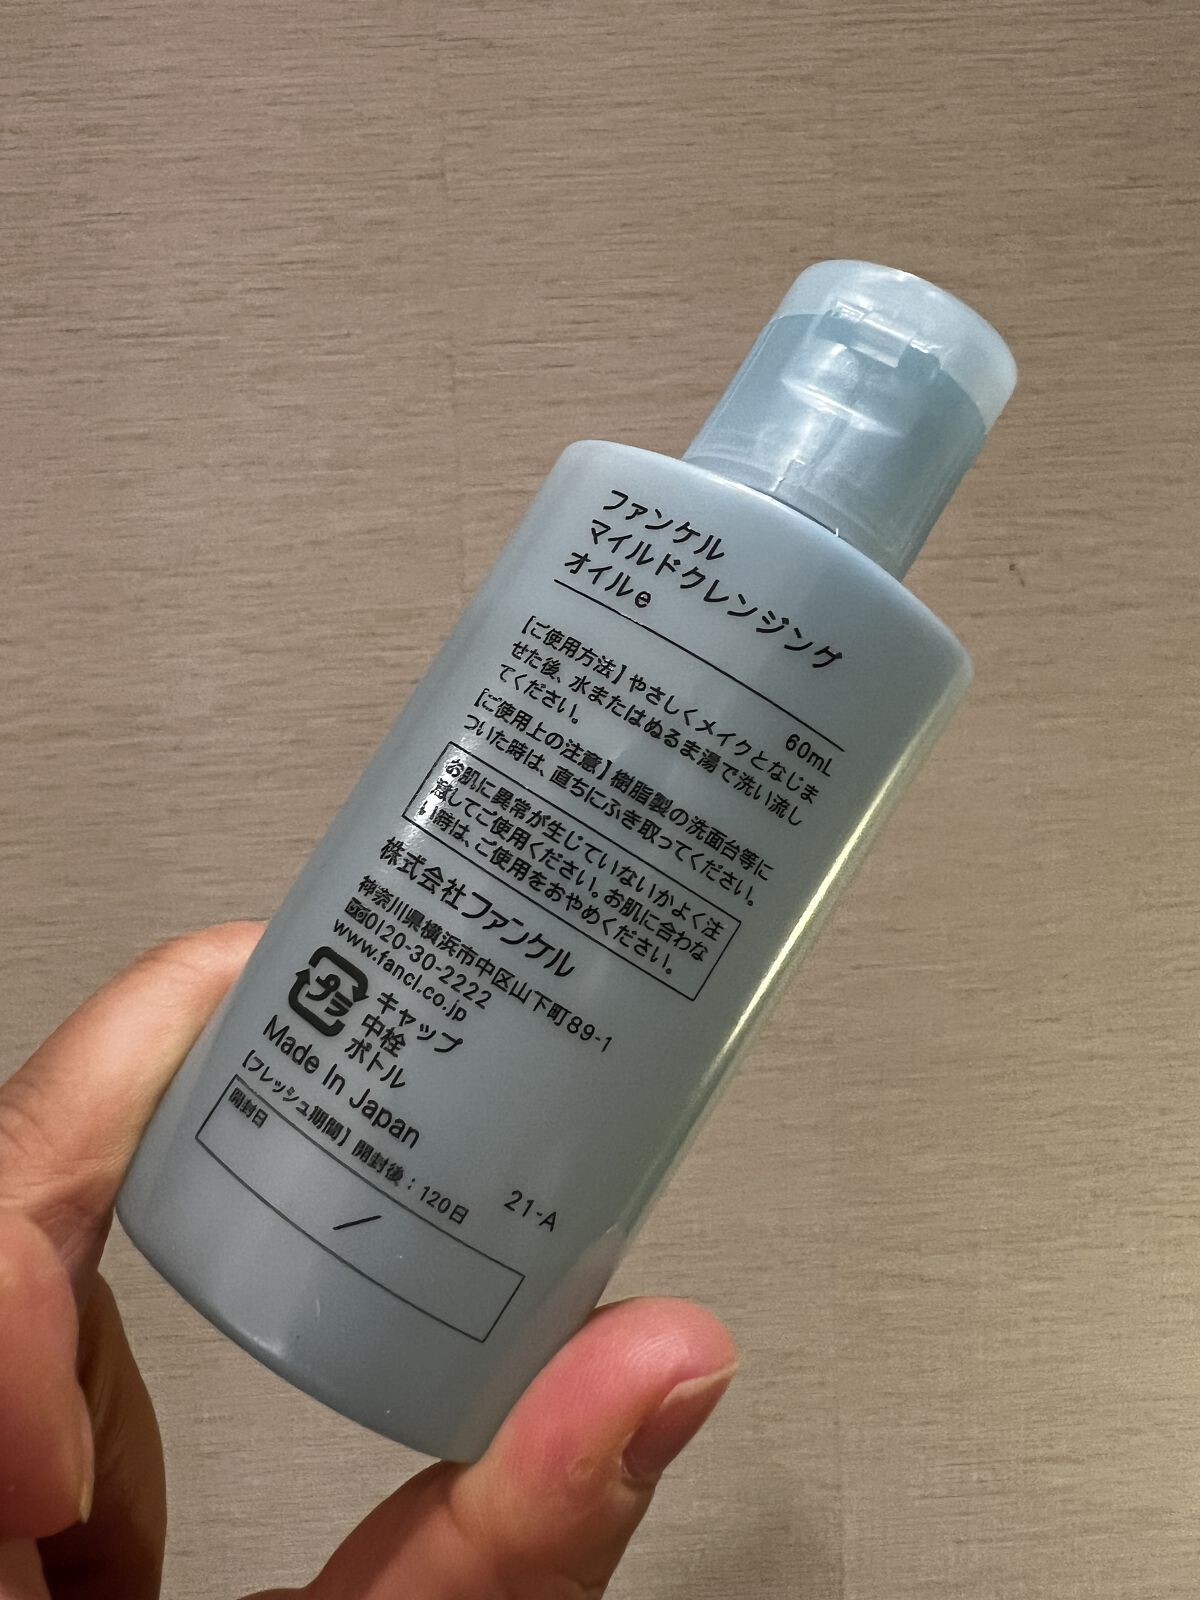 ファンケル
マイルドクレンジング
オイルe
60mL
【ご使用方法】やさしくメイクとなじま
せた後、水またはぬるま湯で洗い流し
てください。
【ご使用上の注意】樹脂製の洗面台等に
ついた時は、直ちにふき取ってください。
お肌に異常が生じていないかよく注
意してご使用ください。お肌に合わな
い時は、ご使用をおやめください。
株式会社ファンケル
神奈川県横浜市中区山下町89-1
0120-30-2222
www.fancl.co.jp
プラ
キャップ
中栓
ボトル
Made In Japan
21-A
【フレッシュ期間】開封後：120日
開封日
/